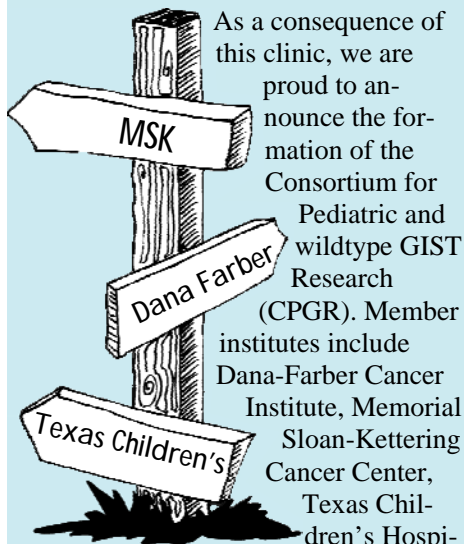 As a consequence of
this clinic, we are
proud to an-
nounce the for-
mation of the
Consortium for
Pediatric and
wildtype GIST
Research
(CPGR). Member
institutes include
Dana-Farber Cancer
Institute, Memorial
Sloan-Kettering
Cancer Center,
Texas Chil-
dren's Hospi-
MSK
Dana Farber
Texas Children's